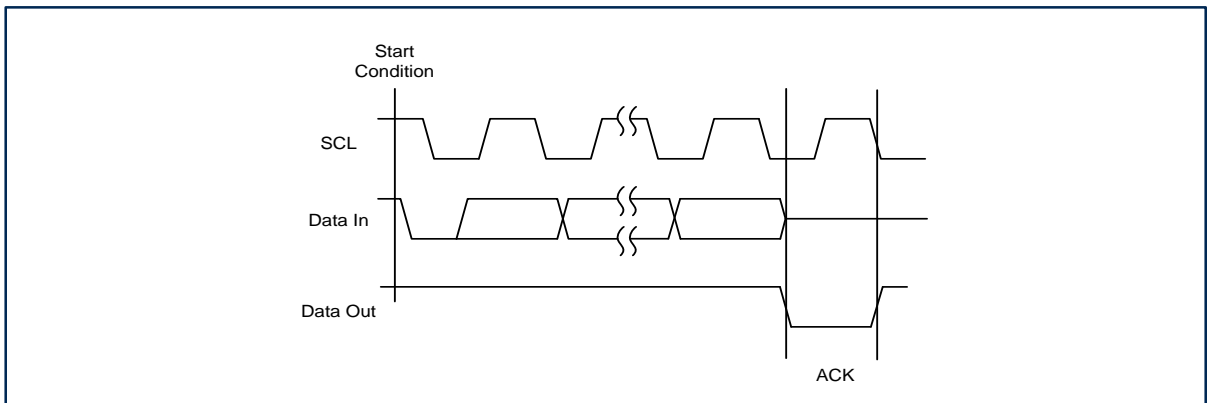 Start
Condition
SCL
Data In
Data Out
ACK